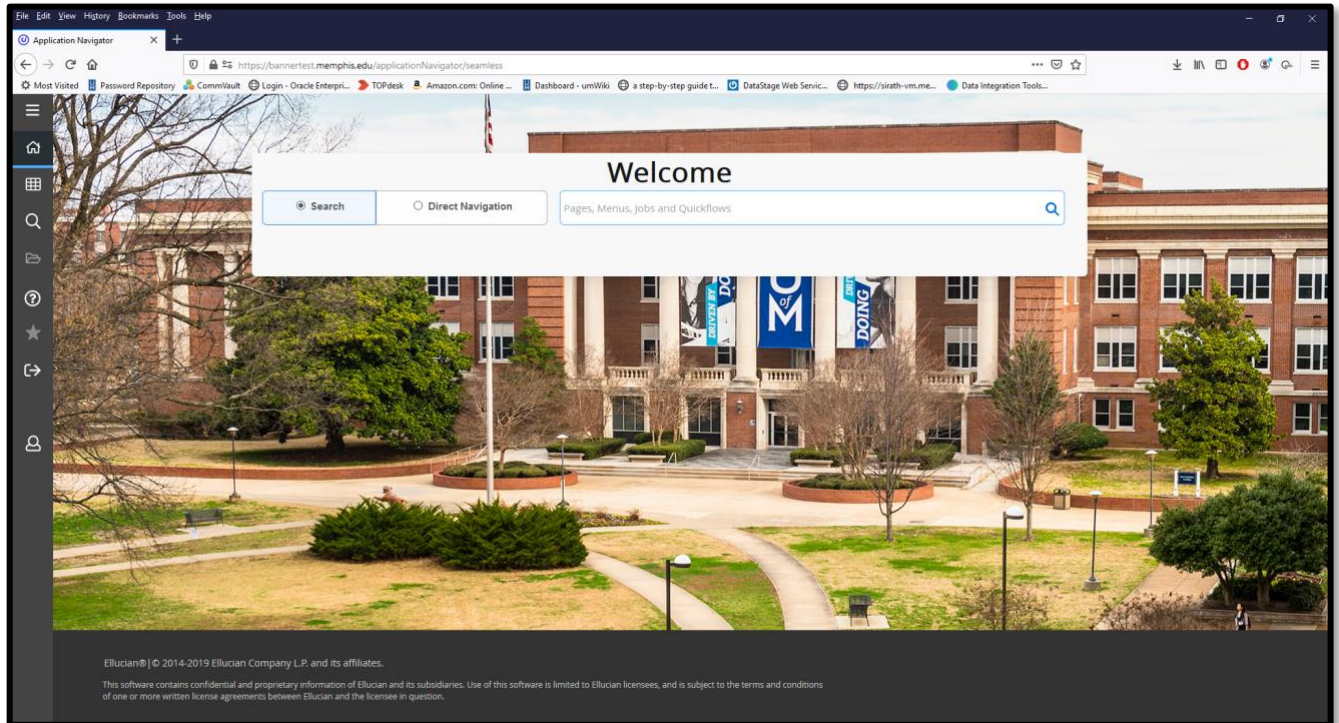 File Edit View History Bookmarks Tools Help
Application Navigator
https://bannertest.memphis.edu/applicationNavigator/seamless
Most Visited Password Repository CommVault Login - Oracle Enterpri... TOPdesk Amazon.com: Online ... Dashboard - umWiki a step-by-step guide t... DataStage Web Servic... https://sirath-vm.me... Data Integration Tools...
Welcome
Search Direct Navigation Pages, Menus, Jobs and Quickflows
DRIVEN BY
of
M
DOING
Ellucian®|© 2014-2019 Ellucian Company L.P. and its affiliates.
This software contains confidential and proprietary information of Ellucian and its subsidiaries. Use of this software is limited to Ellucian licensees, and is subject to the terms and conditions
of one or more written license agreements between Ellucian and the licensee in question.